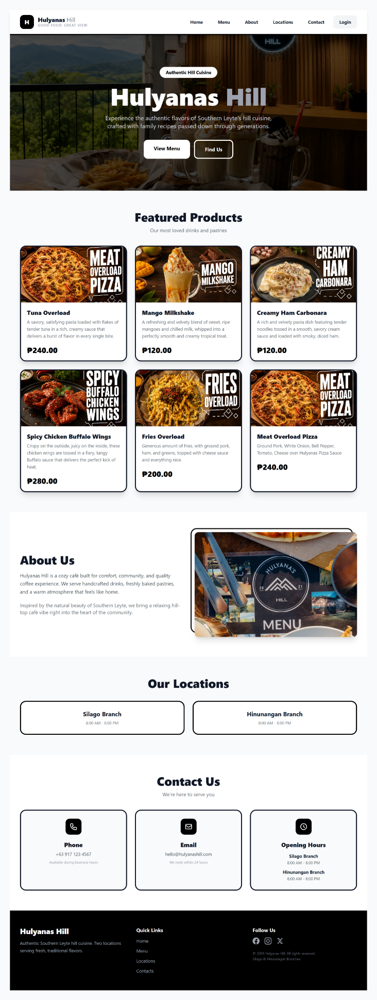 H
Hulyanas Hill
GOOD FOOD. GREAT VIEW.
Home
Menu
About
Locations
Contact
Login
HILL
Authentic Hill Cuisine
Hulyanas Hill
Experience the authentic flavors of Southern Leyte's hill cuisine,
crafted with family recipes passed down through generations.
View Menu
Find Us
Featured Products
Our most loved drinks and pastries
MEAT
OVERLOAD
PIZZA
Tuna Overload
A savory, satisfying pasta loaded with flakes of
tender tuna in a rich, creamy sauce that
delivers a burst of flavor in every single bite.
₱240.00
MANGO
MILKSHAKE
Mango Milkshake
A refreshing and velvety blend of sweet, ripe
mangoes and chilled milk, whipped into a
perfectly smooth and creamy tropical treat.
₱120.00
CREAMY
HAM
CARBONARA
Creamy Ham Carbonara
A rich and velvety pasta dish featuring tender
noodles tossed in a smooth, savory cream
sauce and loaded with smoky, diced ham.
₱120.00
SPICY
BUFFALO
CHICKEN
WINGS
Spicy Chicken Buffalo Wings
Crispy on the outside, juicy on the inside, these
chicken wings are tossed in a fiery, tangy
Buffalo sauce that delivers the perfect kick of
heat.
₱280.00
FRIES
OVERLOAD
Fries Overload
Generous amount of fries, with ground pork,
ham, and greens, topped with cheese sauce
and everything nice.
₱200.00
MEAT
OVERLOAD
PIZZA
Meat Overload Pizza
Ground Pork, White Onion, Bell Pepper,
Tomato, Cheese over Hulyanas Pizza Sauce
₱240.00
About Us
Hulyanas Hill is a cozy café built for comfort, community, and quality
coffee experience. We serve handcrafted drinks, freshly baked pastries,
and a warm atmosphere that feels like home.
Inspired by the natural beauty of Southern Leyte, we bring a relaxing hill-
top café vibe right into the heart of the community.
HULYANA'S
20 21
HILL
MENU
Our Locations
Silago Branch
8:00 AM - 6:00 PM
Hinunangan Branch
8:00 AM - 6:00 PM
Contact Us
We're here to serve you
Phone
+63 917 123 4567
Available during business hours
Email
hello@hulyanashill.com
We reply within 24 hours
Opening Hours
Silago Branch
8:00 AM - 6:00 PM
Hinunangan Branch
8:00 AM - 6:00 PM
Hulyanas Hill
Authentic Southern Leyte hill cuisine. Two locations
serving fresh, traditional flavors.
Quick Links
Home
Menu
Locations
Contacts
Follow Us
© 2024 Hulyanas Hill. All rights reserved.
Silago & Hinunangan Branches